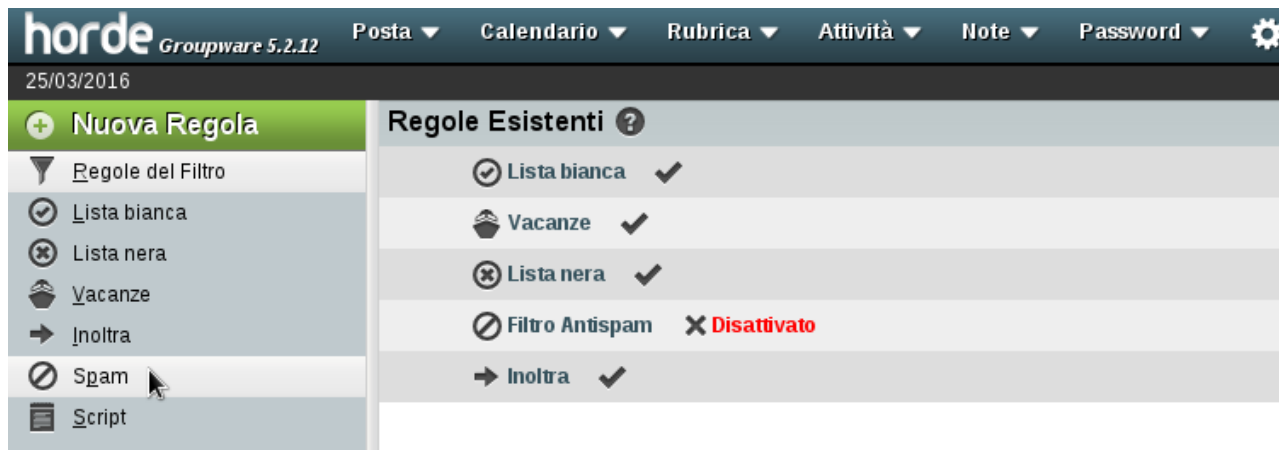 horde Groupware 5.2.12 Posta Calendario Rubrica Attività Note Password
25/03/2016
Nuova Regola
Regole del Filtro
Lista bianca
Lista nera
Vacanze
Inoltra
Spam
Script
Regole Esistenti ?
Lista bianca
Vacanze
Lista nera
Filtro Antispam Disattivato
Inoltra